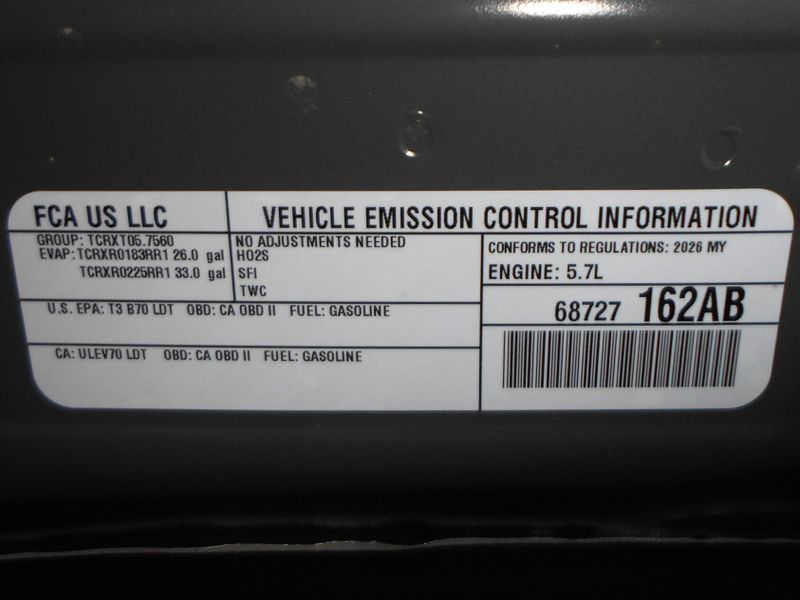 FCA US LLC
VEHICLE EMISSION CONTROL INFORMATION
GROUP: TCRXT05.7560
EVAP: TCRXR0183RR1 26.0 gal
TCRXR0225RR1 33.0 gal
NO ADJUSTMENTS NEEDED
HO2S
SFI
TWC
CONFORMS TO REGULATIONS: 2026 MY
ENGINE: 5.7L
U.S. EPA: T3 B70 LDT OBD: CA OBD II FUEL: GASOLINE
68727 162AB
CA: ULEV70 LDT OBD: CA OBD II FUEL: GASOLINE